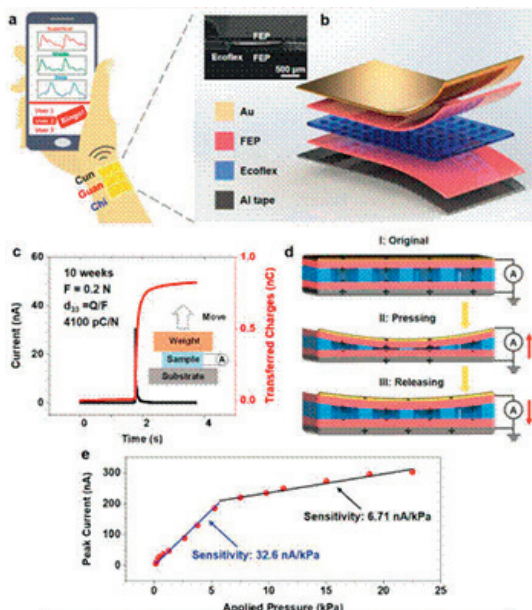 a
Superficial
Middle
Deep
User 1
User 2
User 3
Bingo!
Cun
Guan
Chi
b
FEP
Ecoflex
FEP
500 μm
Au
FEP
Ecoflex
Al tape
c
10 weeks
F = 0.2 N
d33 =Q/F
4100 pC/N
Move
Weight
Sample
A
Substrate
Current (nA)
60
40
20
0
Transferred Charges (nC)
1.0
0.5
0.0
0
2
4
Time (s)
d
I: Original
A
II: Pressing
A
III: Releasing
A
e
Peak Current (nA)
300
200
100
0
Sensitivity: 6.71 nA/kPa
Sensitivity: 32.6 nA/kPa
0
5
10
15
20
25
Applied Pressure (kPa)